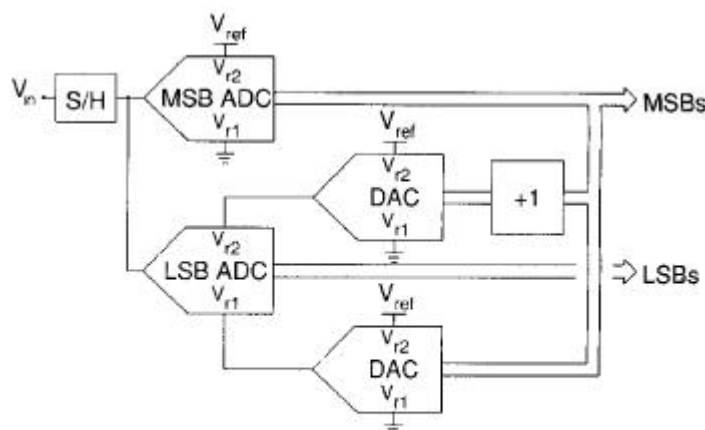 V_ref
V_r2
V_in
S/H
MSB ADC
MSBs
V_r1
V_ref
V_r2
DAC
+1
V_r1
V_r2
LSB ADC
LSBs
V_r1
V_ref
V_r2
DAC
V_r1